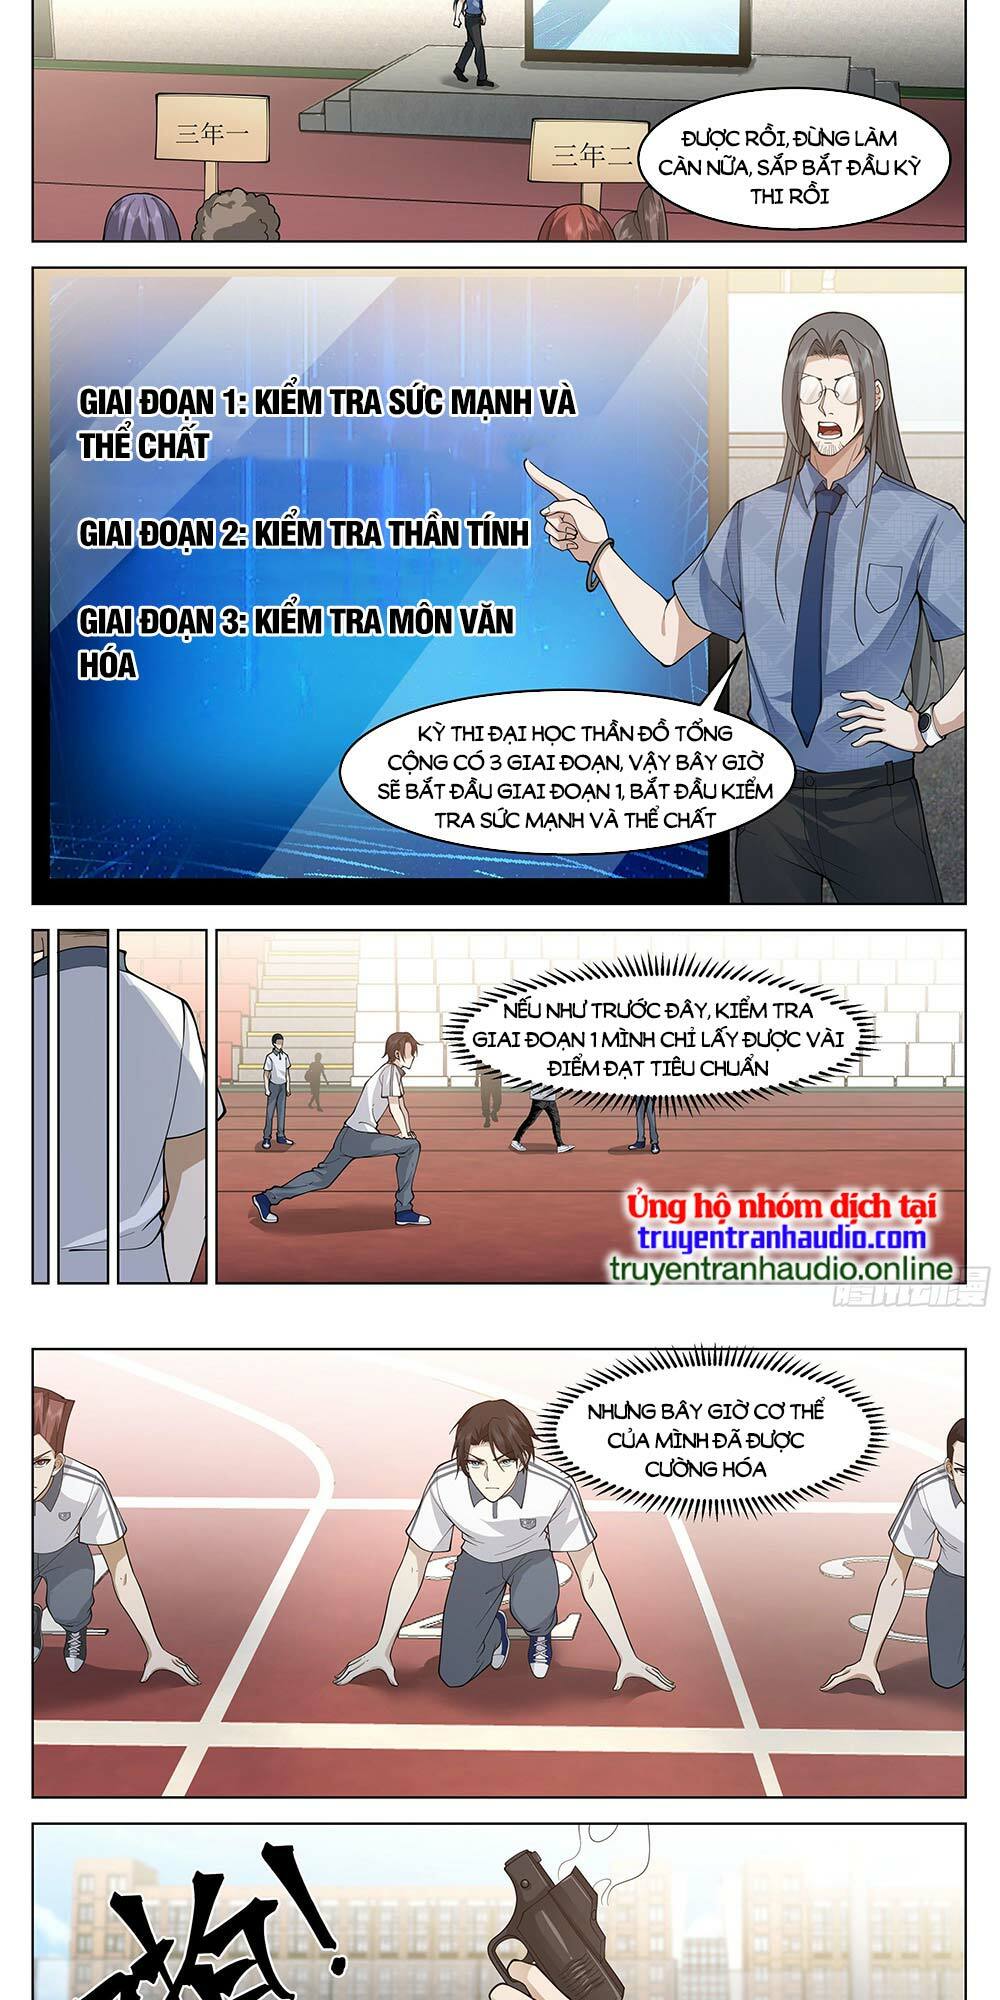 三年一
三年二
ĐƯỢC RỒI, ĐỪNG LÀM
CÀN NỮA, SẮP BẮT ĐẦU KỲ
THI RỒI
GIAI ĐOẠN 1: KIỂM TRA SỨC MẠNH VÀ
THỂ CHẤT
GIAI ĐOẠN 2: KIỂM TRA THẦN TÍNH
GIAI ĐOẠN 3: KIỂM TRA MÔN VĂN
HÓA
KỲ THI ĐẠI HỌC THẦN ĐỒ TỔNG
CỘNG CÓ 3 GIAI ĐOẠN, VẬY BÂY GIỜ
SẼ BẮT ĐẦU GIAI ĐOẠN 1, BẮT ĐẦU KIỂM
TRA SỨC MẠNH VÀ THỂ CHẤT
NẾU NHƯ TRƯỚC ĐÂY, KIỂM TRA
GIAI ĐOẠN 1 MÌNH CHỈ LẤY ĐƯỢC VÀI
ĐIỂM ĐẠT TIÊU CHUẨN
Ủng hộ nhóm dịch tại
truyentranhaudio.com
truyentranhaudio.online
NHƯNG BÂY GIỜ CƠ THỂ
CỦA MÌNH ĐÃ ĐƯỢC
CƯỜNG HÓA